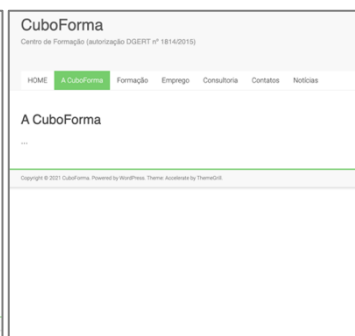 CuboForma
Centro de Formação (autorização DGERT nº 1814/2015)
HOME A CuboForma Formação Emprego Consultoria Contatos Notícias
A CuboForma
...
Copyright © 2021 CuboForma. Powered by WordPress. Theme: Accelerate by ThemeGrill.